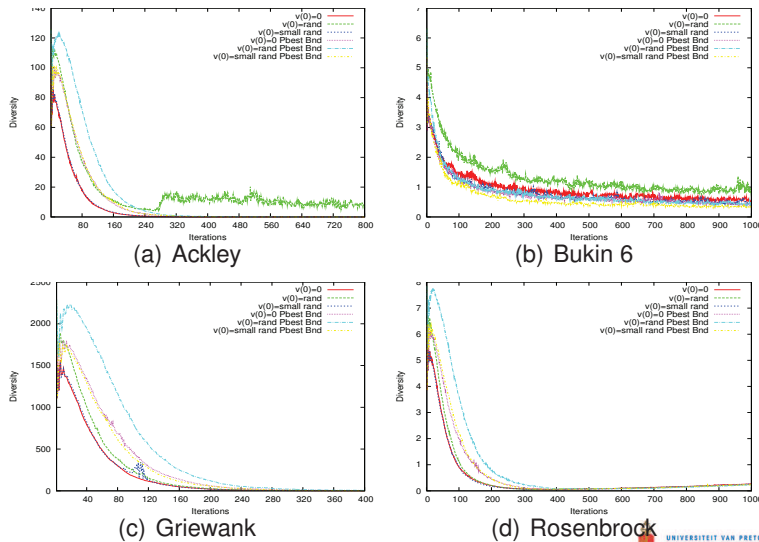 140
120
100
80
60
40
20
0
Diversity
80 160 240 320 400 480 560 640 720 800
Iterations
v(0)=0
v(0)=rand
v(0)=small rand
v(0)=0 Pbest Bnd
v(0)=rand Pbest Bnd
v(0)=small rand Pbest Bnd
(a) Ackley
7
6
5
4
3
2
1
0
Diversity
0 100 200 300 400 500 600 700 800 900 1000
Iterations
v(0)=0
v(0)=rand
v(0)=small rand
v(0)=0 Pbest Bnd
v(0)=rand Pbest Bnd
v(0)=small rand Pbest Bnd
(b) Bukin 6
2500
2000
1500
1000
500
0
Diversity
40 80 120 160 200 240 280 320 360 400
Iterations
v(0)=0
v(0)=rand
v(0)=small rand
v(0)=0 Pbest Bnd
v(0)=rand Pbest Bnd
v(0)=small rand Pbest Bnd
(c) Griewank
8
7
6
5
4
3
2
1
0
Diversity
0 100 200 300 400 500 600 700 800 900 1000
Iterations
v(0)=0
v(0)=rand
v(0)=small rand
v(0)=0 Pbest Bnd
v(0)=rand Pbest Bnd
v(0)=small rand Pbest Bnd
(d) Rosenbrock
UNIVERSITEIT VAN PRET